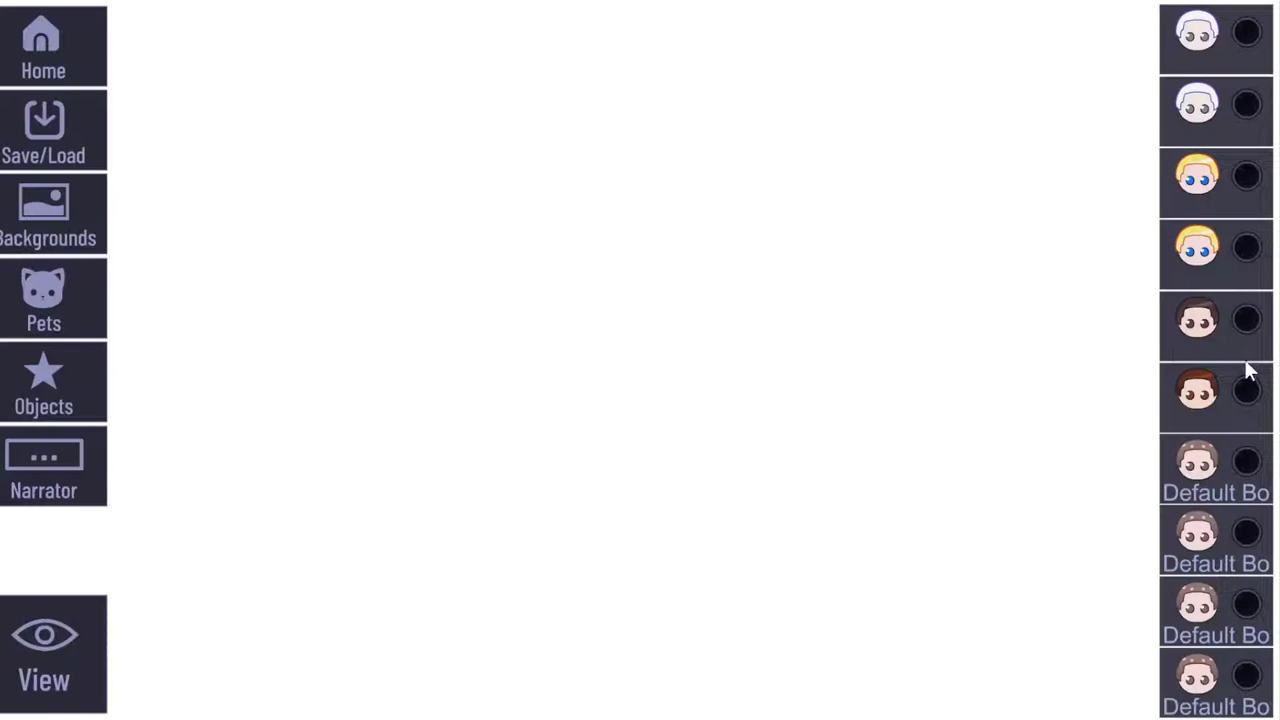 Home
Save/Load
Backgrounds
Pets
Objects
Narrator
View
Default Bo
Default Bo
Default Bo
Default Bo